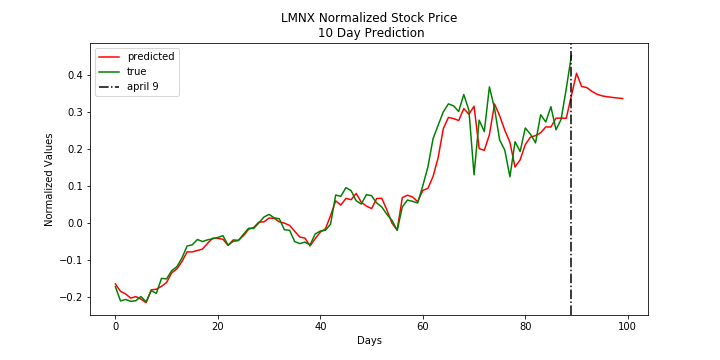 LMNX Normalized Stock Price
10 Day Prediction
predicted
true
april 9
Normalized Values
0.4
0.3
0.2
0.1
0.0
−0.1
−0.2
0 20 40 60 80 100
Days